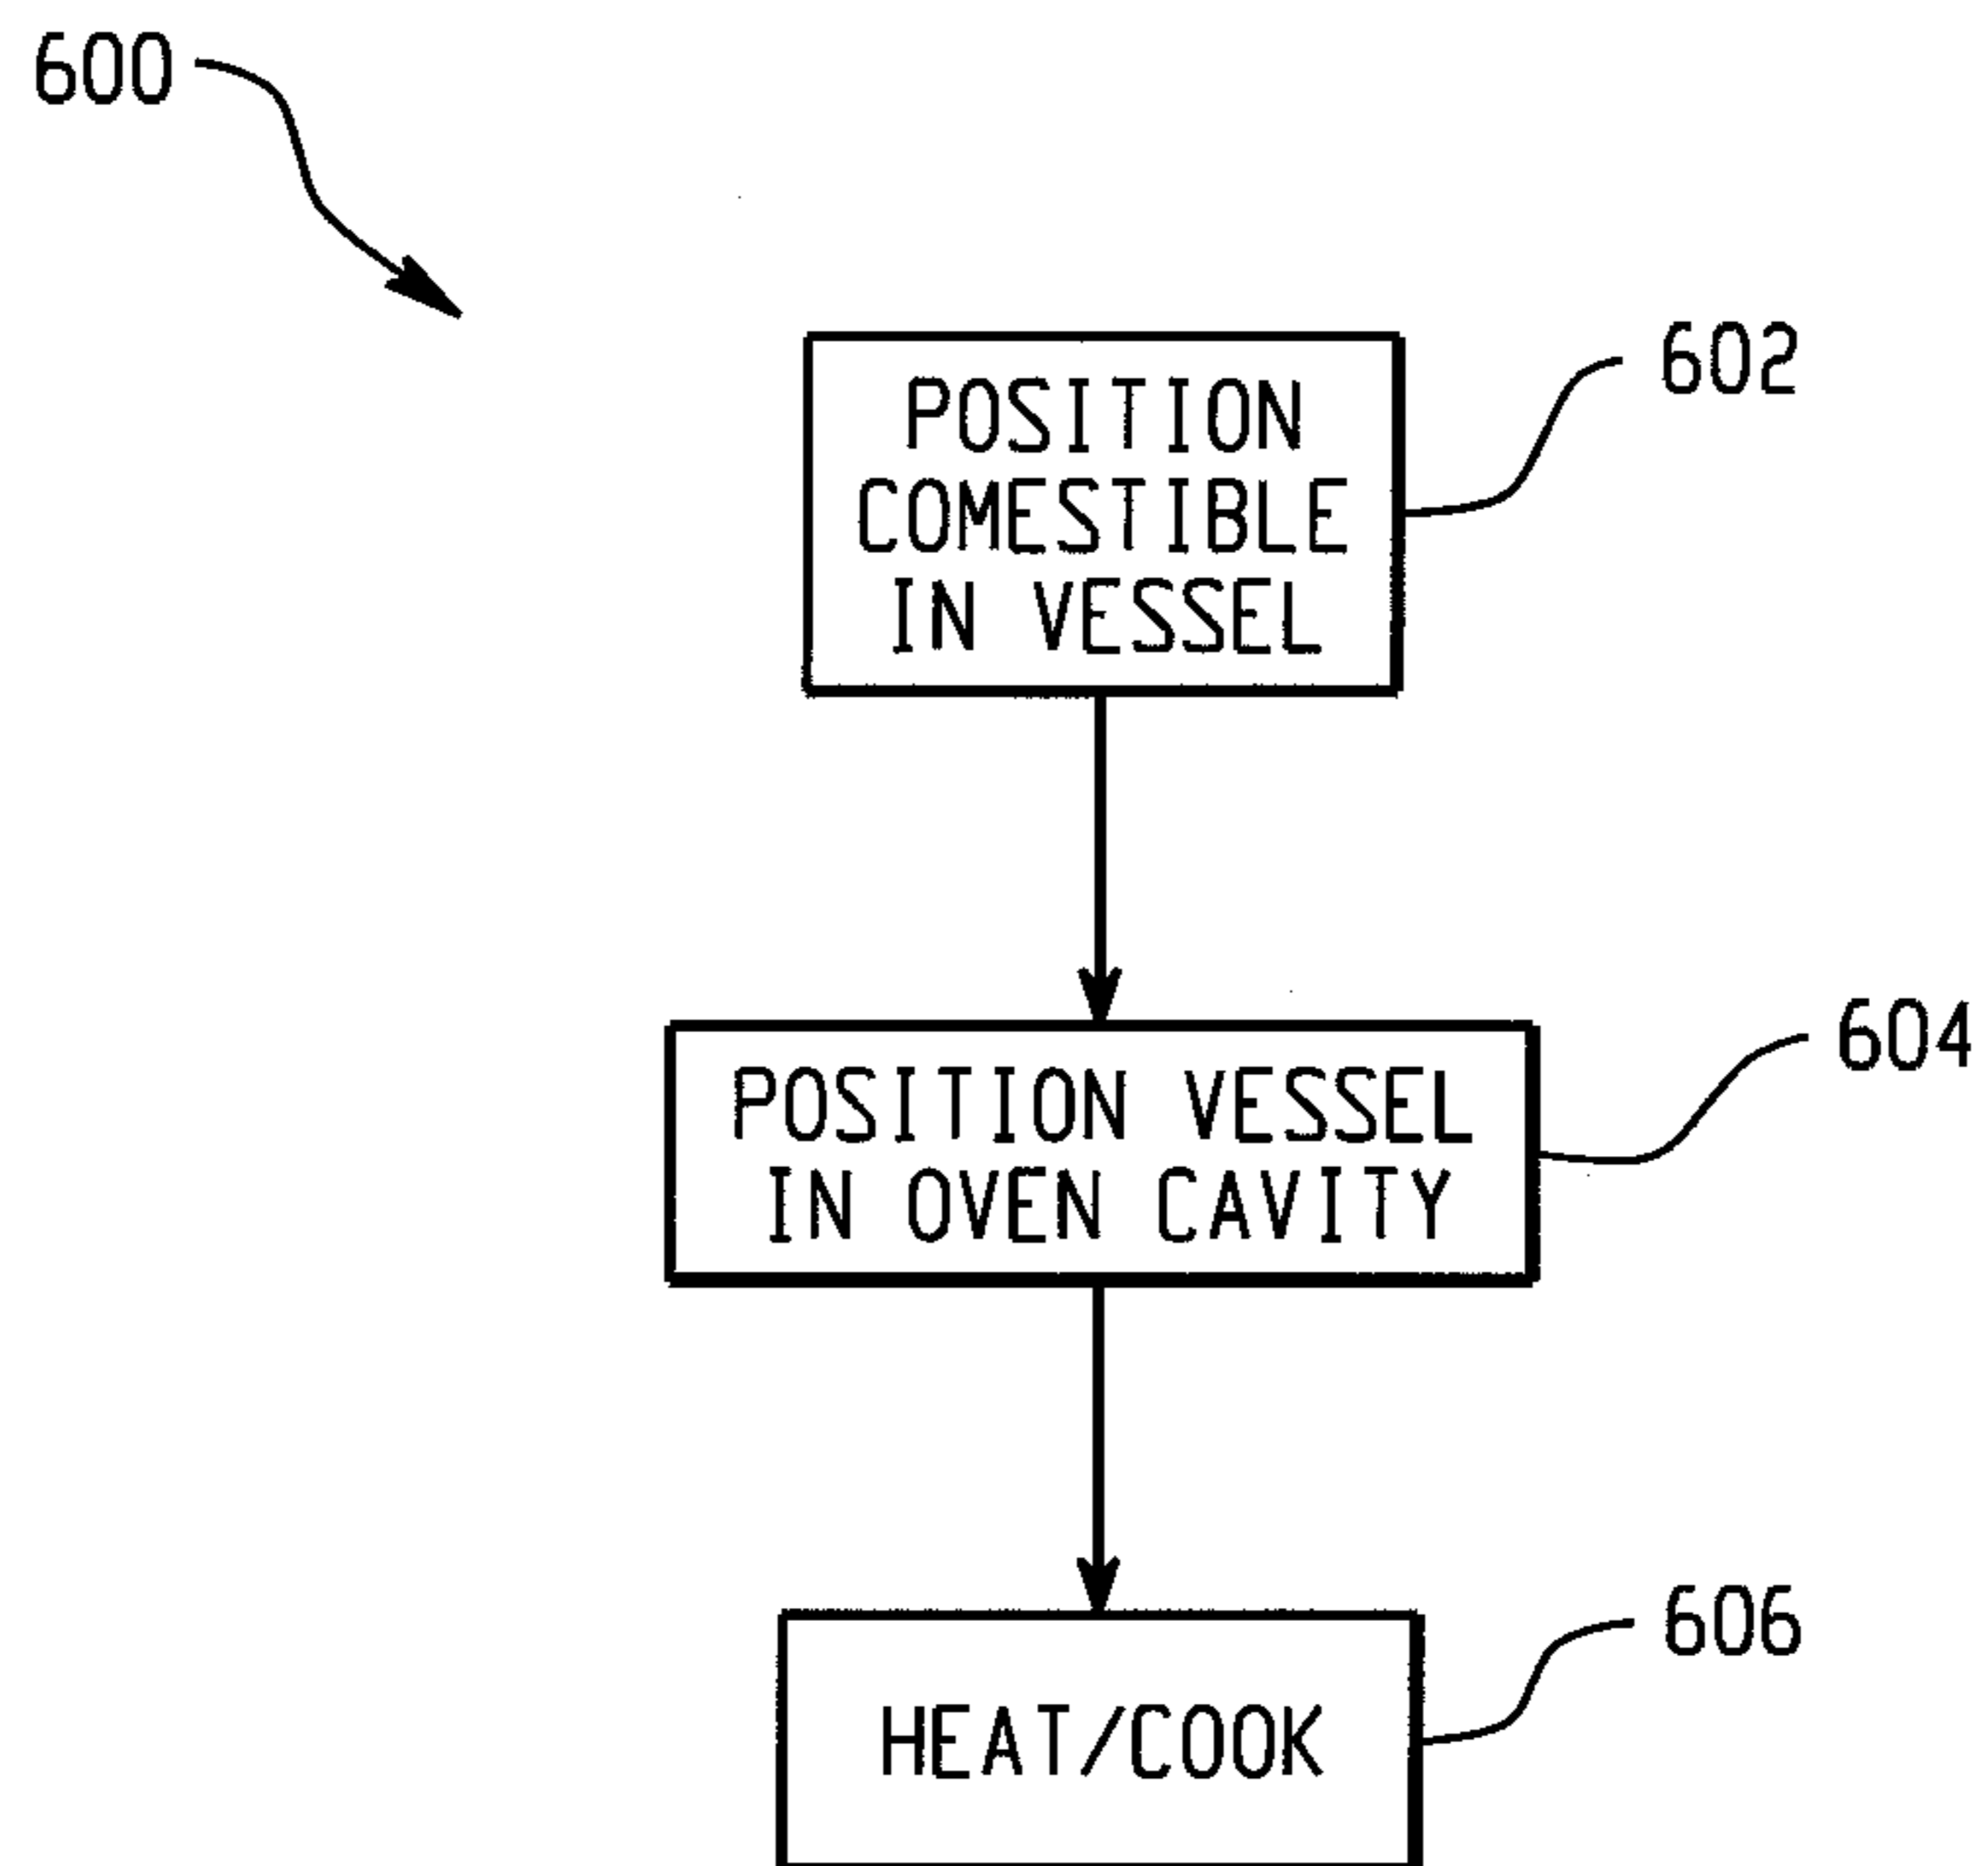 600
POSITION
COMESTIBLE
IN VESSEL
602
POSITION VESSEL
IN OVEN CAVITY
604
HEAT/COOK
606